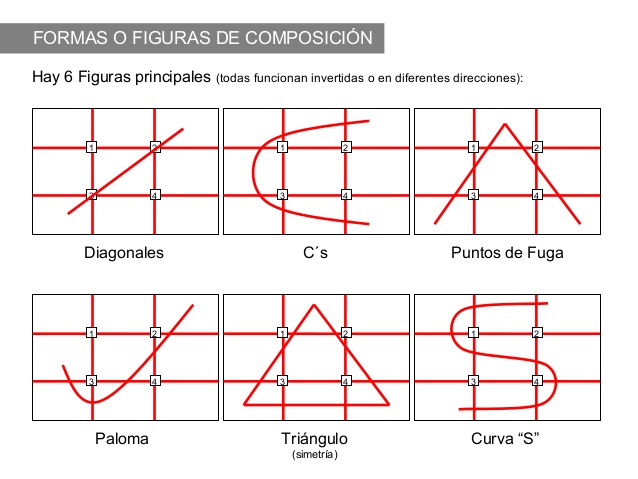 FORMAS O FIGURAS DE COMPOSICIÓN
Hay 6 Figuras principales (todas funcionan invertidas o en diferentes direcciones):
1 2 1 2 1 2
3 4 3 4 3 4
Diagonales C´s Puntos de Fuga
1 2 1 2 1 2
3 4 3 4 3 4
Paloma Triángulo Curva “S”
(simetría)